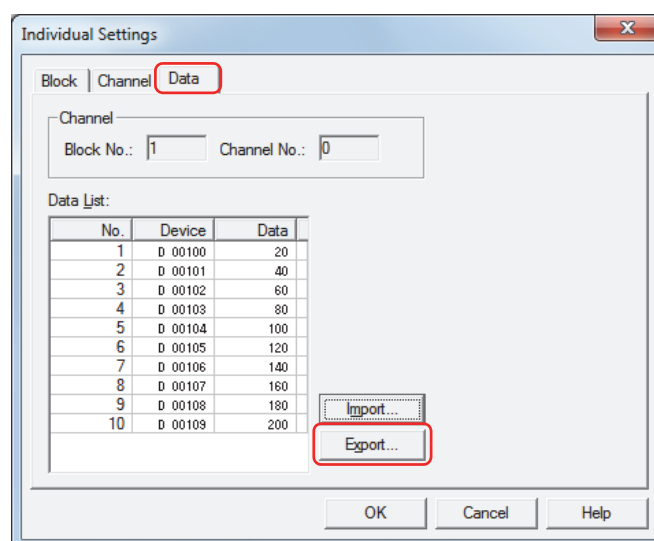 Individual Settings
x
Block Channel Data
Channel
Block No.: 1 Channel No.: 0
Data List:
No. Device Data
1 D 00100 20
2 D 00101 40
3 D 00102 60
4 D 00103 80
5 D 00104 100
6 D 00105 120
7 D 00106 140
8 D 00107 160
9 D 00108 180
10 D 00109 200
Import...
Export...
OK Cancel Help